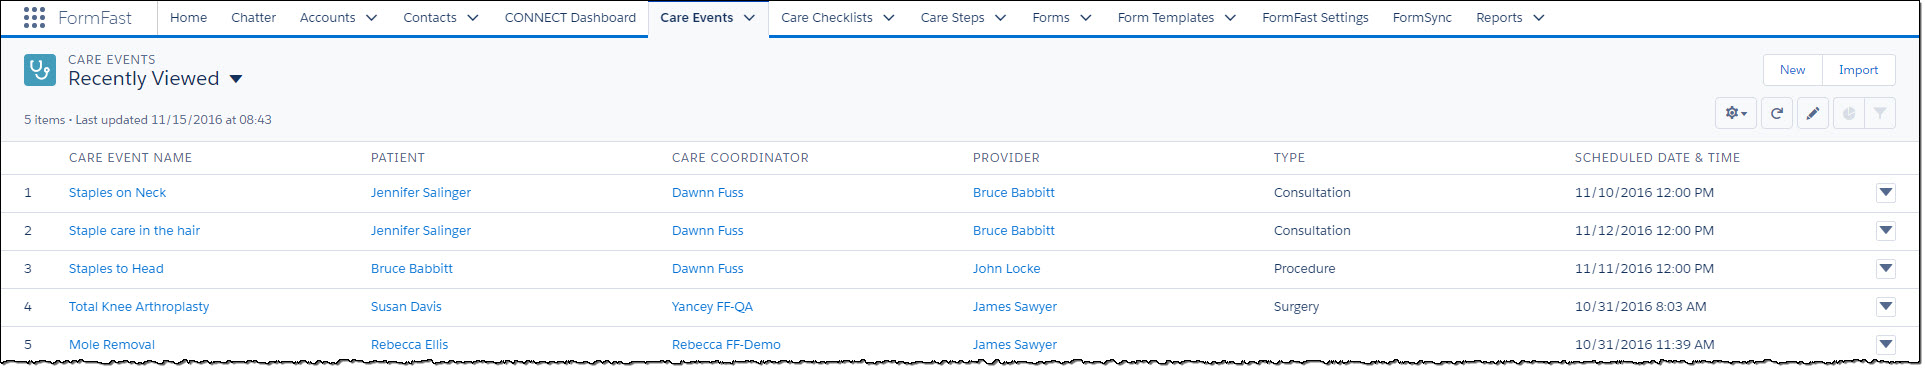 FormFast Home Chatter Accounts Contacts CONNECT Dashboard Care Events Care Checklists Care Steps Forms Form Templates FormFast Settings FormSync Reports
CARE EVENTS
Recently Viewed
New Import
5 items • Last updated 11/15/2016 at 08:43
CARE EVENT NAME PATIENT CARE COORDINATOR PROVIDER TYPE SCHEDULED DATE & TIME
1 Staples on Neck Jennifer Salinger Dawnn Fuss Bruce Babbitt Consultation 11/10/2016 12:00 PM
2 Staple care in the hair Jennifer Salinger Dawnn Fuss Bruce Babbitt Consultation 11/12/2016 12:00 PM
3 Staples to Head Bruce Babbitt Dawnn Fuss John Locke Procedure 11/11/2016 12:00 PM
4 Total Knee Arthroplasty Susan Davis Yancey FF-QA James Sawyer Surgery 10/31/2016 8:03 AM
5 Mole Removal Rebecca Ellis Rebecca FF-Demo James Sawyer 10/31/2016 11:39 AM